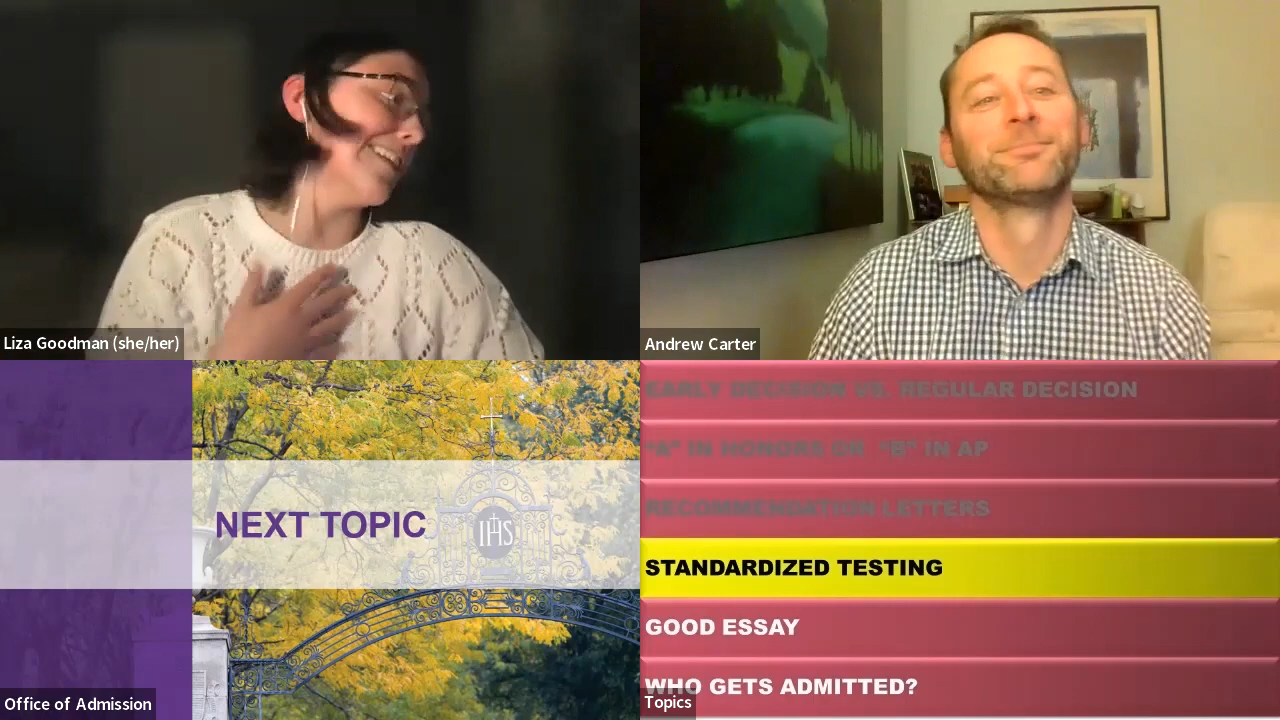 Liza Goodman (she/her)
Andrew Carter
NEXT TOPIC
IHS
Office of Admission
EARLY DECISION VS. REGULAR DECISION
"A" IN HONORS OR "B" IN AP
RECOMMENDATION LETTERS
STANDARDIZED TESTING
GOOD ESSAY
WHO GETS ADMITTED?
Topics